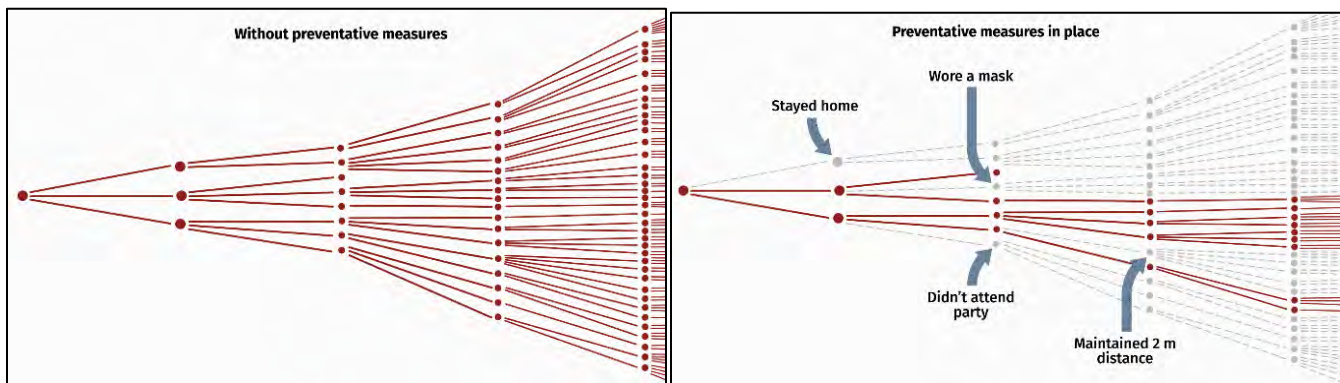 Without preventative measures
Preventative measures in place
Wore a mask
Stayed home
Didn't attend
party
Maintained 2 m
distance